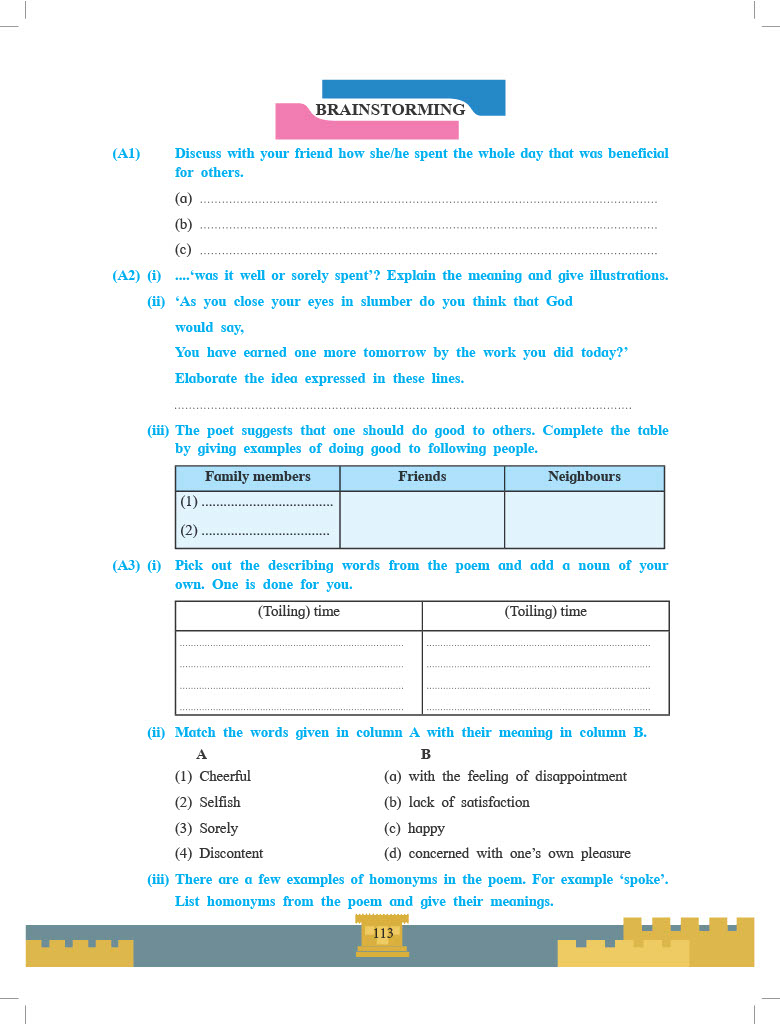 BRAINSTORMING
(A1) Discuss with your friend how she/he spent the whole day that was beneficial
for others.
(a) ................................................................
(b) ................................................................
(c) ................................................................
(A2) (i) ....‘was it well or sorely spent’? Explain the meaning and give illustrations.
(ii) ‘As you close your eyes in slumber do you think that God
would say,
You have earned one more tomorrow by the work you did today?’
Elaborate the idea expressed in these lines.
................................................................
(iii) The poet suggests that one should do good to others. Complete the table
by giving examples of doing good to following people.
Family members Friends Neighbours
(1) ......................................
(2) .....................................
(A3) (i) Pick out the describing words from the poem and add a noun of your
own. One is done for you.
(Toiling) time (Toiling) time
................................ ................................
................................ ................................
................................ ................................
................................ ................................
(ii) Match the words given in column A with their meaning in column B.
A B
(1) Cheerful (a) with the feeling of disappointment
(2) Selfish (b) lack of satisfaction
(3) Sorely (c) happy
(4) Discontent (d) concerned with one’s own pleasure
(iii) There are a few examples of homonyms in the poem. For example ‘spoke’.
List homonyms from the poem and give their meanings.
113